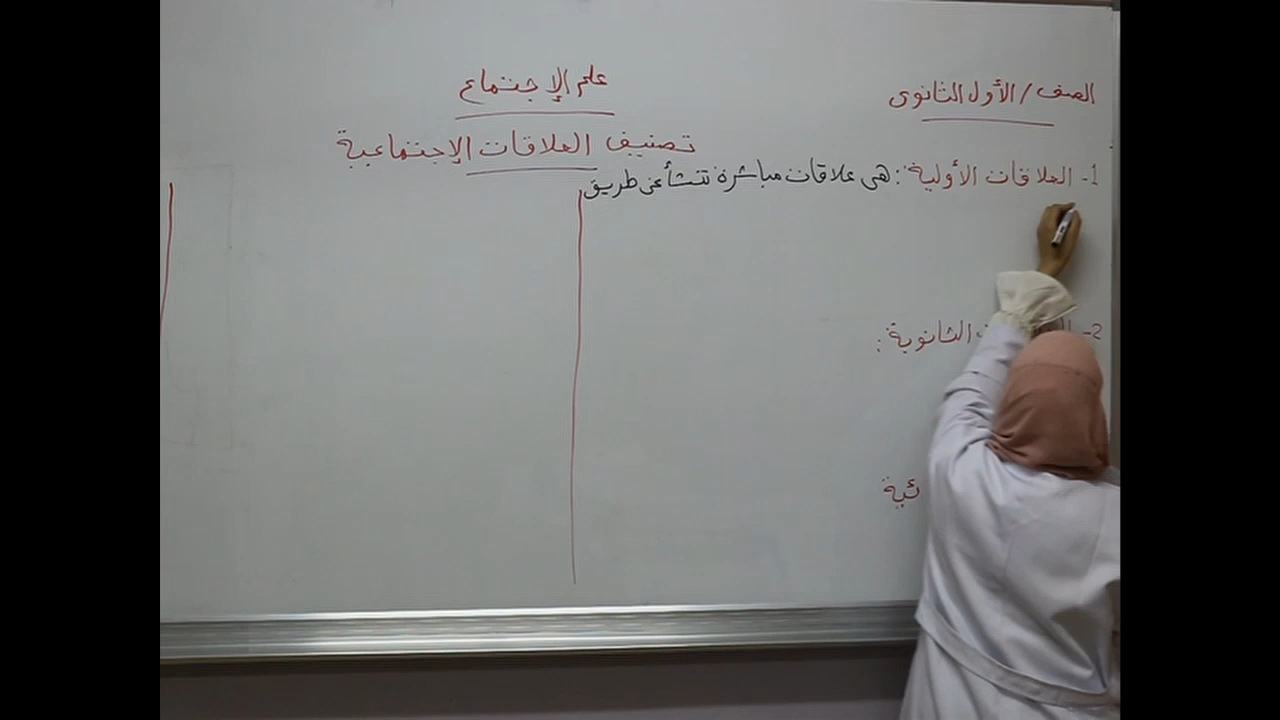 الصف / الأول الثانوى
علم الإجتماع
تصنيف العلاقات الإجتماعية
1- العلاقات الأولية : هى علاقات مباشرة تنشأ عن طريق
2- الثانوية :